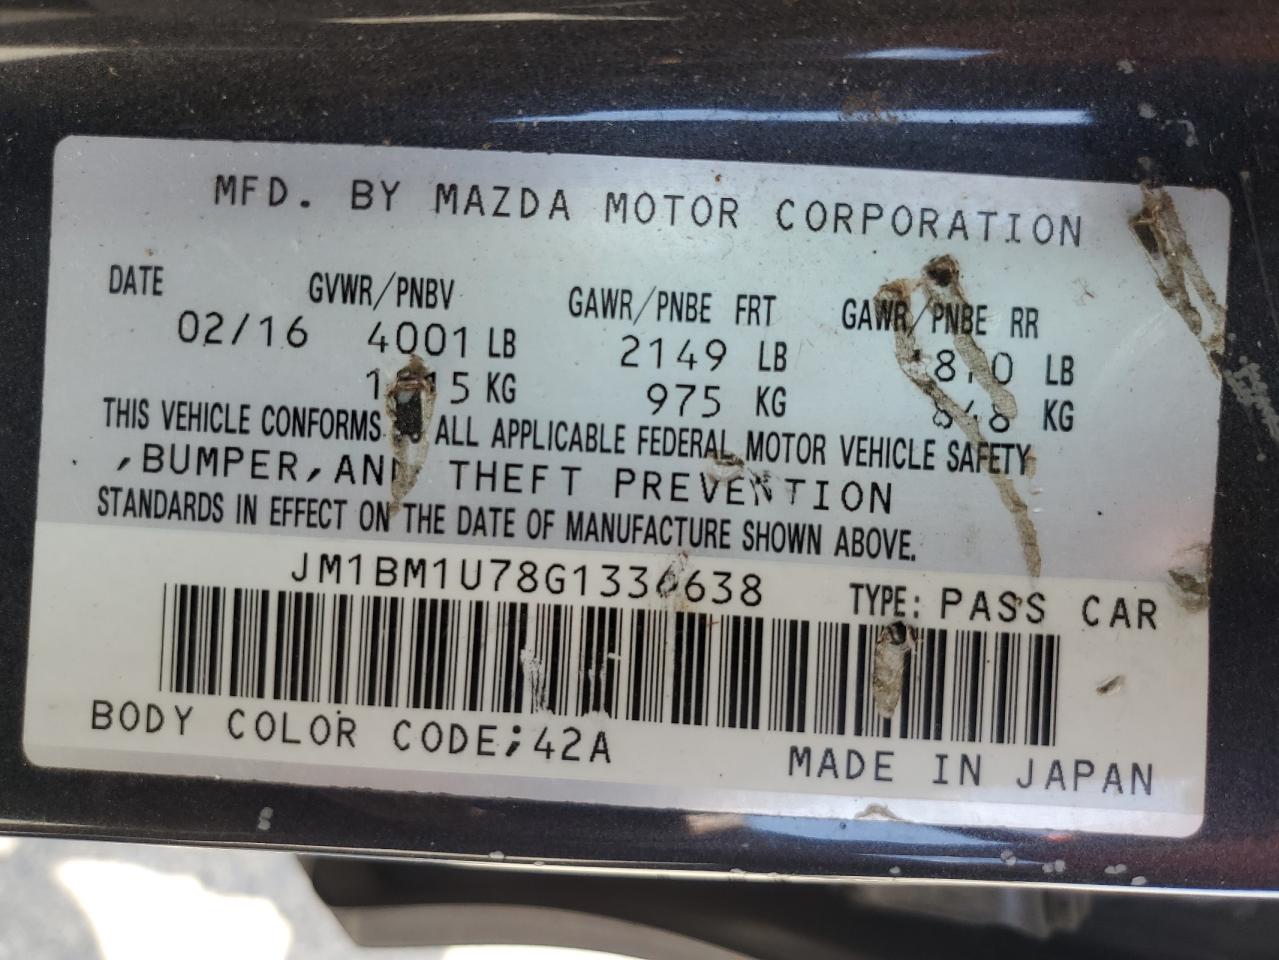 MFD. BY MAZDA MOTOR CORPORATION
DATE GVWR/PNBV GAWR/PNBE FRT GAWR/PNBE RR
02/16 4001 LB 2149 LB LB
KG 975 KG KG
THIS VEHICLE CONFORMS ALL APPLICABLE FEDERAL MOTOR VEHICLE SAFETY
,BUMPER,AND THEFT PREVENTION
STANDARDS IN EFFECT ON THE DATE OF MANUFACTURE SHOWN ABOVE.
JM1BM1U78G1336638 TYPE: PASS CAR
BODY COLOR CODE;42A MADE IN JAPAN